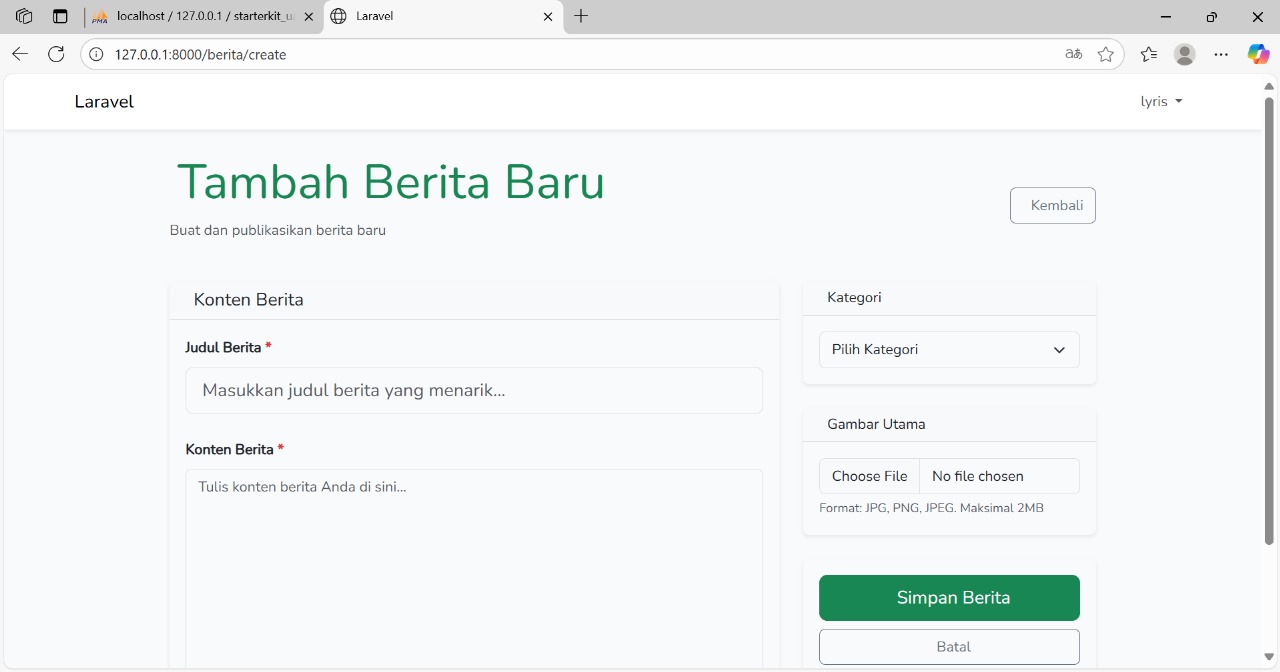 localhost / 127.0.0.1 / starterkit_u
Laravel
127.0.0.1:8000/berita/create
Laravel
lyris
Tambah Berita Baru
Buat dan publikasikan berita baru
Kembali
Konten Berita
Judul Berita *
Masukkan judul berita yang menarik...
Konten Berita *
Tulis konten berita Anda di sini...
Kategori
Pilih Kategori
Gambar Utama
Choose File No file chosen
Format: JPG, PNG, JPEG. Maksimal 2MB
Simpan Berita
Batal